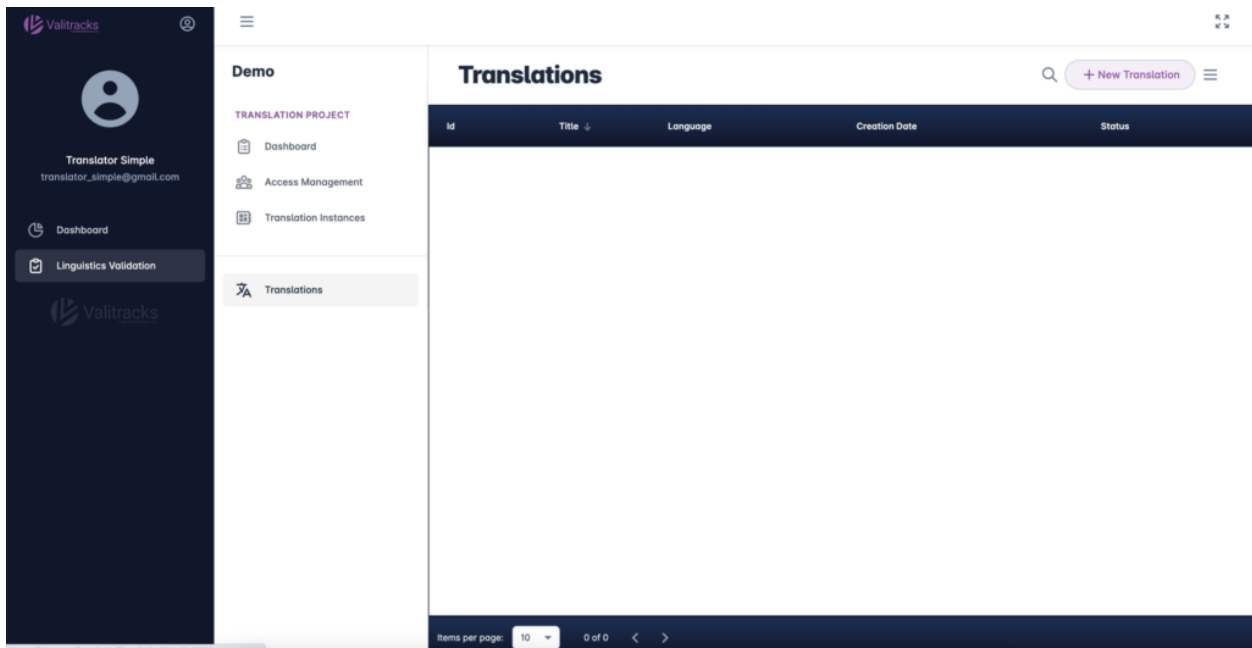 Valitracks
Translator Simple
translator_simple@gmail.com
Dashboard
Linguistics Validation
Valitracks
Demo
TRANSLATION PROJECT
Dashboard
Access Management
Translation Instances
Translations
Translations
+ New Translation
Id Title ↓ Language Creation Date Status
Items per page: 10 0 of 0 < >